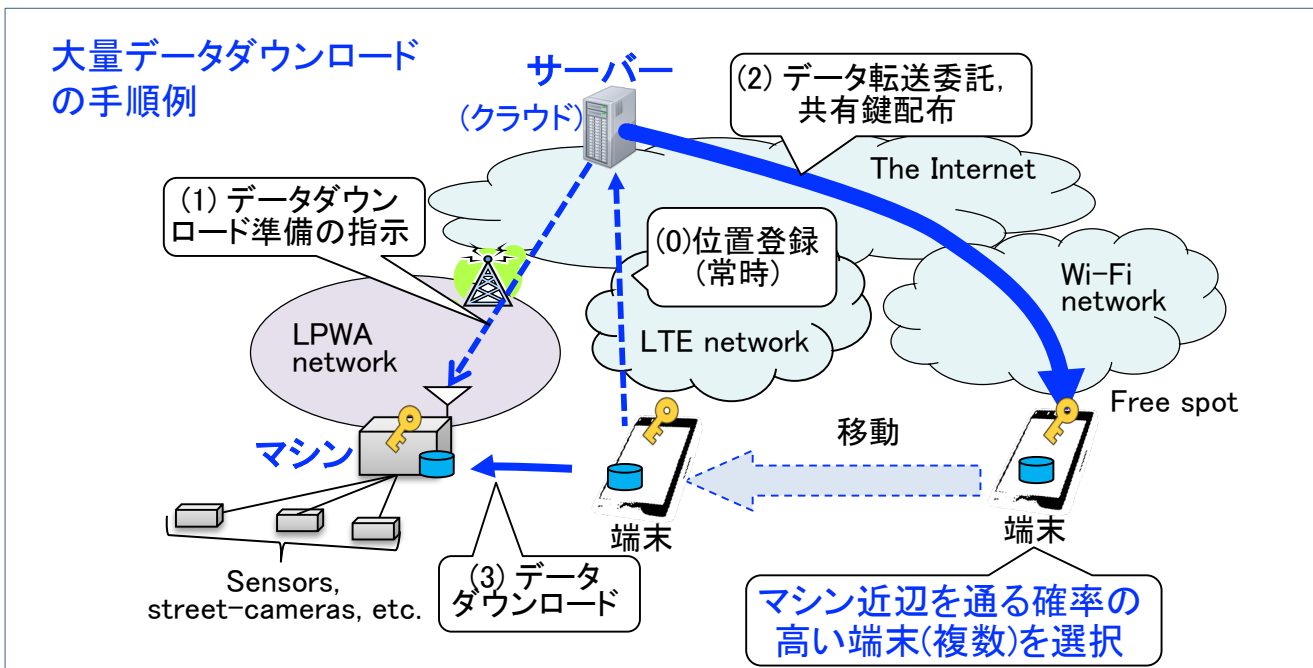 大量データダウンロード
の手順例
サーバー
(クラウド)
(2) データ転送委託,
共有鍵配布
The Internet
(1) データダウン
ロード準備の指示
(0)位置登録
(常時)
Wi-Fi
network
LPWA
network
LTE network
Free spot
マシン
移動
端末
端末
Sensors,
street-cameras, etc.
(3) データ
ダウンロード
マシン近辺を通る確率の
高い端末(複数)を選択